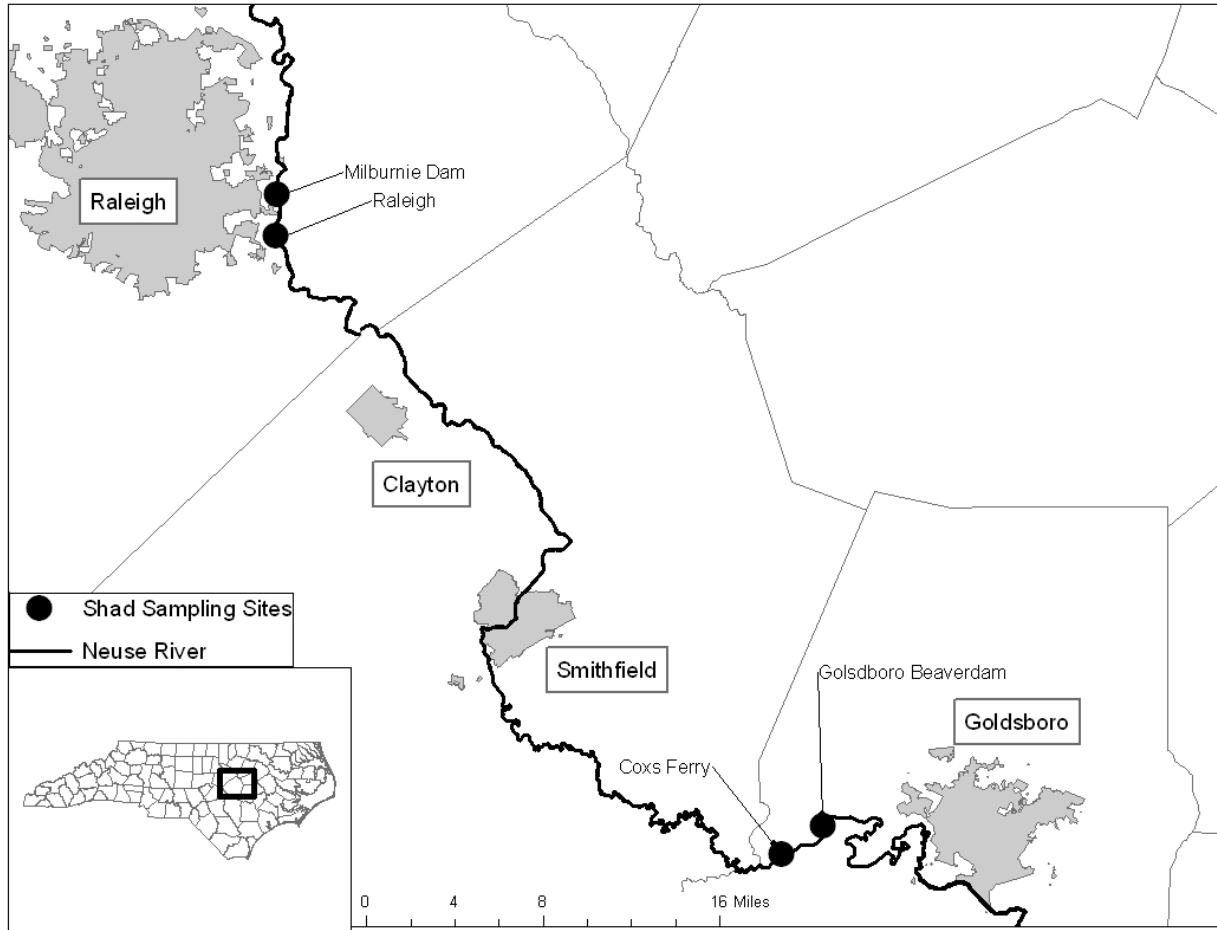 Milburnie Dam
Raleigh
Raleigh
Clayton
Shad Sampling Sites
Neuse River
Smithfield
Golsdboro Beaverdam
Goldsboro
Coxs Ferry
0 4 8 16 Miles